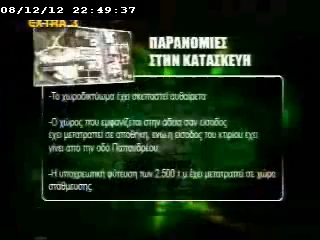 08/12/12 22:49:37
EXTRA 3
ΠΑΡΑΝΟΜΙΕΣ
ΣΤΗΝ ΚΑΤΑΣΚΕΥΗ
-Το χωροδικτύωμα έχει σκεπαστεί αυθαίρετα
-Ο χώρος που εμφανίζεται στην άδεια σαν είσοδος
έχει μετατραπεί σε αποθήκη, ενώ η είσοδος του κτιρίου έχει
γίνει από την οδό Παπανδρέου.
-Η υποχρεωτική φύτευση των 2.500 τ.μ έχει μετατραπεί σε χώρο
στάθμευσης.